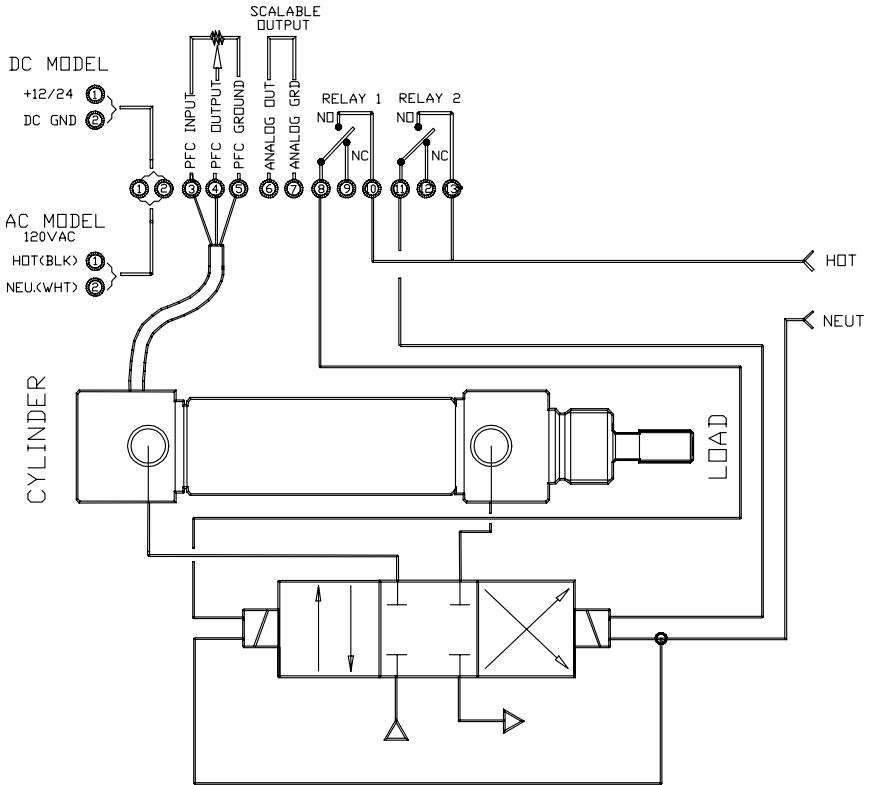 SCALABLE
OUTPUT
DC MODEL
+12/24 1
DC GND 2
PFC INPUT
PFC OUTPUT
PFC GROUND
ANALOG OUT
ANALOG GRD
RELAY 1
NO
NC
RELAY 2
NO
NC
1 2 3 4 5 6 7 8 9 10 11 12 13
AC MODEL
120VAC
HOT(BLK) 1
NEU.(WHT) 2
HOT
NEUT
CYLINDER
LOAD